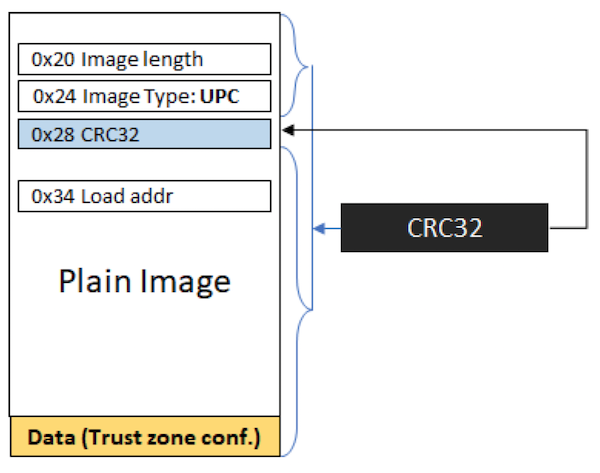 0x20 Image length
0x24 Image Type: UPC
0x28 CRC32
0x34 Load addr
CRC32
Plain Image
Data (Trust zone conf.)